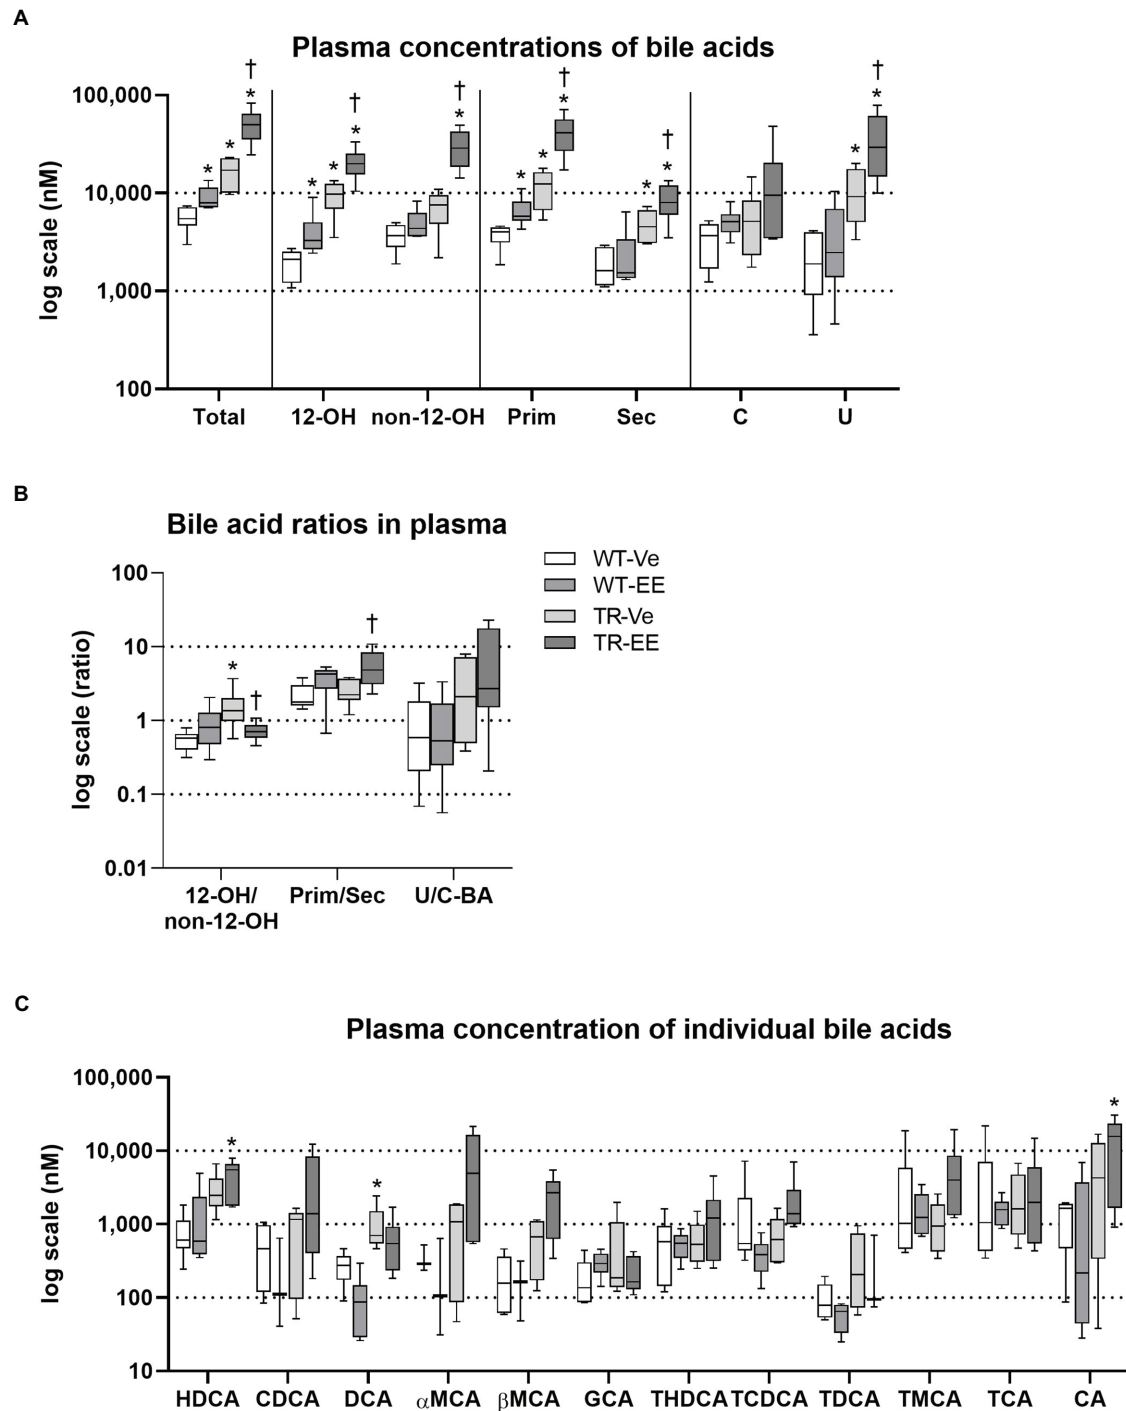 A
Plasma concentrations of bile acids
log scale (nM)
100,000
10,000
1,000
100
* * † *
* * † *
† *
* * † *
* † *
* † *
Total 12-OH non-12-OH Prim Sec C U
B
Bile acid ratios in plasma
log scale (ratio)
100
10
1
0.1
0.01
* †
†
12-OH/
non-12-OH
Prim/Sec U/C-BA
WT-Ve
WT-EE
TR-Ve
TR-EE
C
Plasma concentration of individual bile acids
log scale (nM)
100,000
10,000
1,000
100
10
* * *
HDCA CDCA DCA αMCA βMCA GCA THDCA TCDCA TDCA TMCA TCA CA